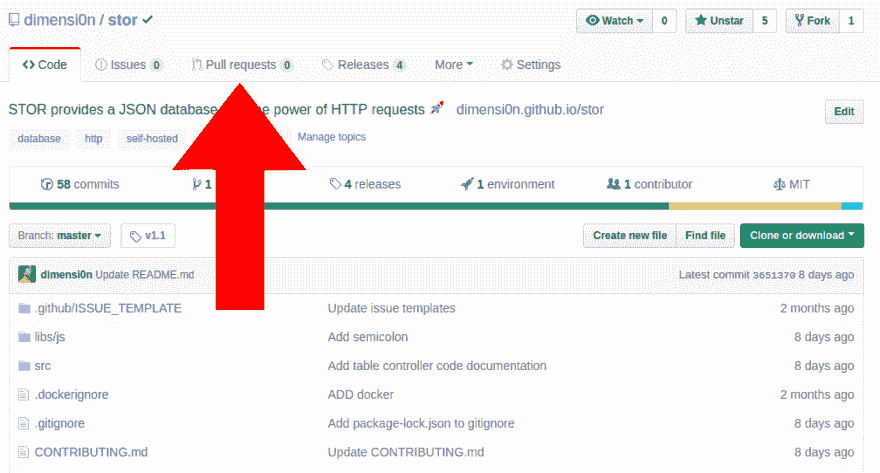 dimensi0n / stor
Watch 0 Unstar 5 Fork 1
Code Issues 0 Pull requests 0 Releases 4 More Settings
STOR provides a JSON database power of HTTP requests dimensi0n.github.io/stor Edit
database http self-hosted Manage topics
58 commits 1 4 releases 1 environment 1 contributor MIT
Branch: master v1.1 Create new file Find file Clone or download
dimensi0n Update README.md Latest commit 3651370 8 days ago
.github/ISSUE_TEMPLATE Update issue templates 2 months ago
libs/js Add semicolon 8 days ago
src Add table controller code documentation 8 days ago
.dockerignore ADD docker 2 months ago
.gitignore Add package-lock.json to gitignore 8 days ago
CONTRIBUTING.md Update CONTRIBUTING.md 8 days ago